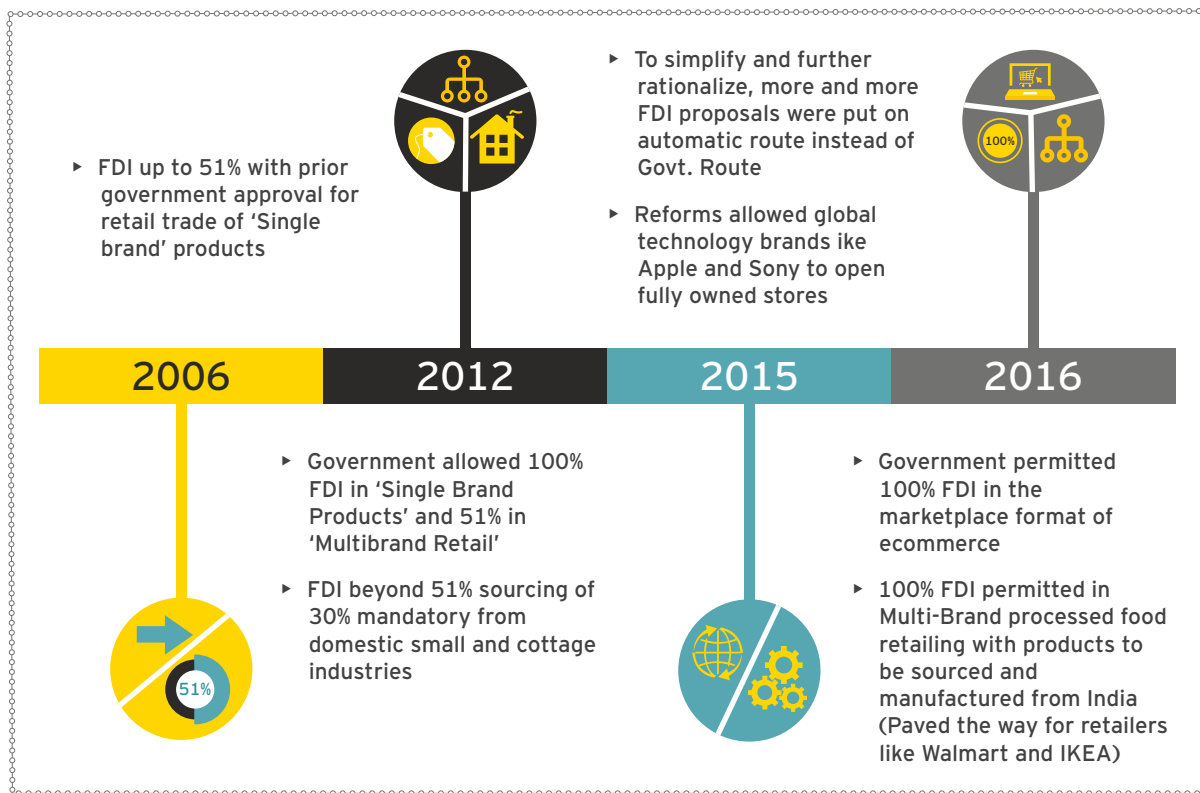 ▸ FDI up to 51% with prior
government approval for
retail trade of ‘Single
brand’ products
▸ To simplify and further
rationalize, more and more
FDI proposals were put on
automatic route instead of
Govt. Route
▸ Reforms allowed global
technology brands ike
Apple and Sony to open
fully owned stores
100%
2006
2012
2015
2016
51%
▸ Government allowed 100%
FDI in ‘Single Brand
Products’ and 51% in
‘Multibrand Retail’
▸ FDI beyond 51% sourcing of
30% mandatory from
domestic small and cottage
industries
▸ Government permitted
100% FDI in the
marketplace format of
ecommerce
▸ 100% FDI permitted in
Multi-Brand processed food
retailing with products to
be sourced and
manufactured from India
(Paved the way for retailers
like Walmart and IKEA)